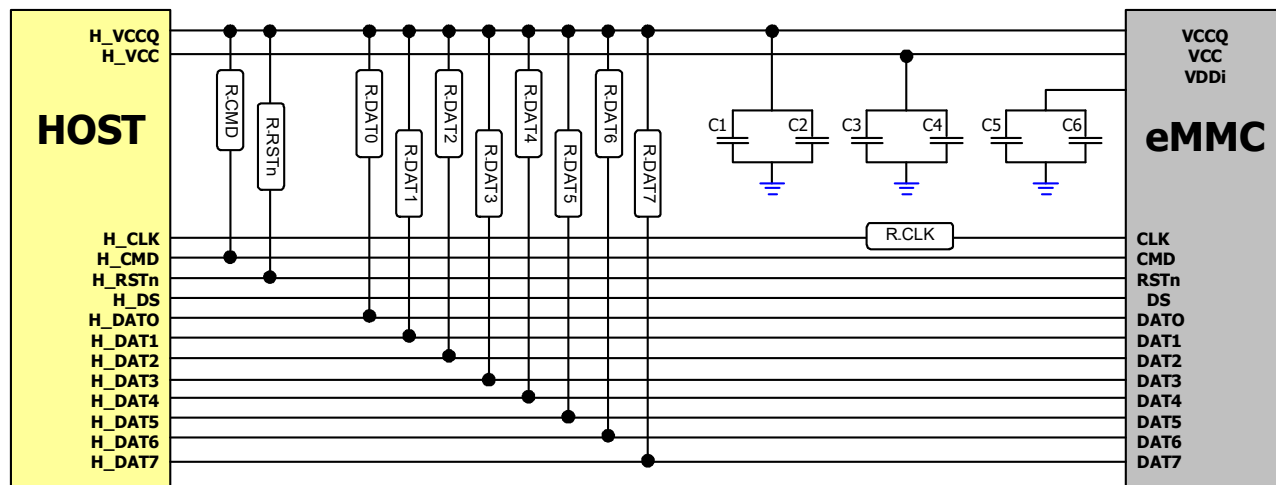 H_VCCQ
H_VCC
HOST
H_CLK
H_CMD
H_RSTn
H_DS
H_DATO
H_DAT1
H_DAT2
H_DAT3
H_DAT4
H_DAT5
H_DAT6
H_DAT7
R.CMD
R.RSTn
R.DAT0
R.DAT1
R.DAT2
R.DAT3
R.DAT4
R.DAT5
R.DAT6
R.DAT7
C1
C2
C3
C4
C5
C6
R.CLK
VCCQ
VCC
VDDi
eMMC
CLK
CMD
RSTn
DS
DATO
DAT1
DAT2
DAT3
DAT4
DAT5
DAT6
DAT7